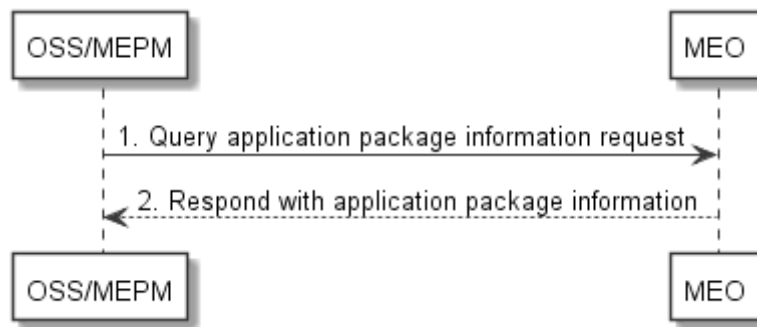 OSS/MEPM
MEO
1. Query application package information request
2. Respond with application package information
OSS/MEPM
MEO